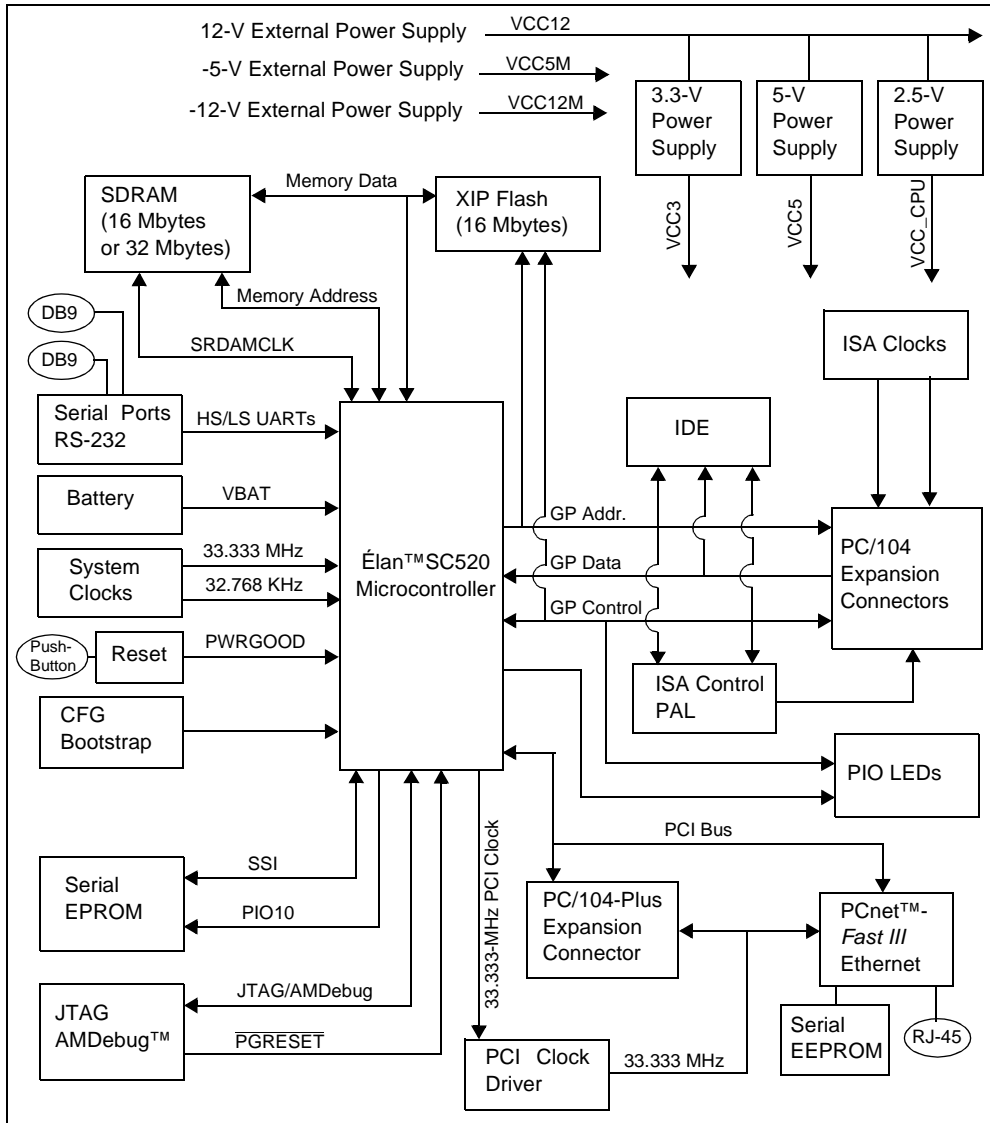 12-V External Power Supply
VCC12
-5-V External Power Supply
VCC5M
-12-V External Power Supply
VCC12M
3.3-V
Power
Supply
5-V
Power
Supply
2.5-V
Power
Supply
VCC3
VCC5
VCC_CPU
SDRAM
(16 Mbytes
or 32 Mbytes)
Memory Data
XIP Flash
(16 Mbytes)
Memory Address
SRDAMCLK
DB9
DB9
Serial Ports
RS-232
HS/LS UARTs
Battery
VBAT
System
Clocks
33.333 MHz
32.768 KHz
Push-
Button
Reset
PWRGOOD
CFG
Bootstrap
Élan™SC520
Microcontroller
ISA Clocks
IDE
GP Addr.
GP Data
GP Control
PC/104
Expansion
Connectors
ISA Control
PAL
PIO LEDs
PCI Bus
Serial
EPROM
SSI
PIO10
JTAG
AMDebug™
JTAG/AMDebug
PGRESET
33.333-MHz PCI Clock
PC/104-Plus
Expansion
Connector
PCnet™-
Fast III
Ethernet
Serial
EEPROM
RJ-45
PCI Clock
Driver
33.333 MHz